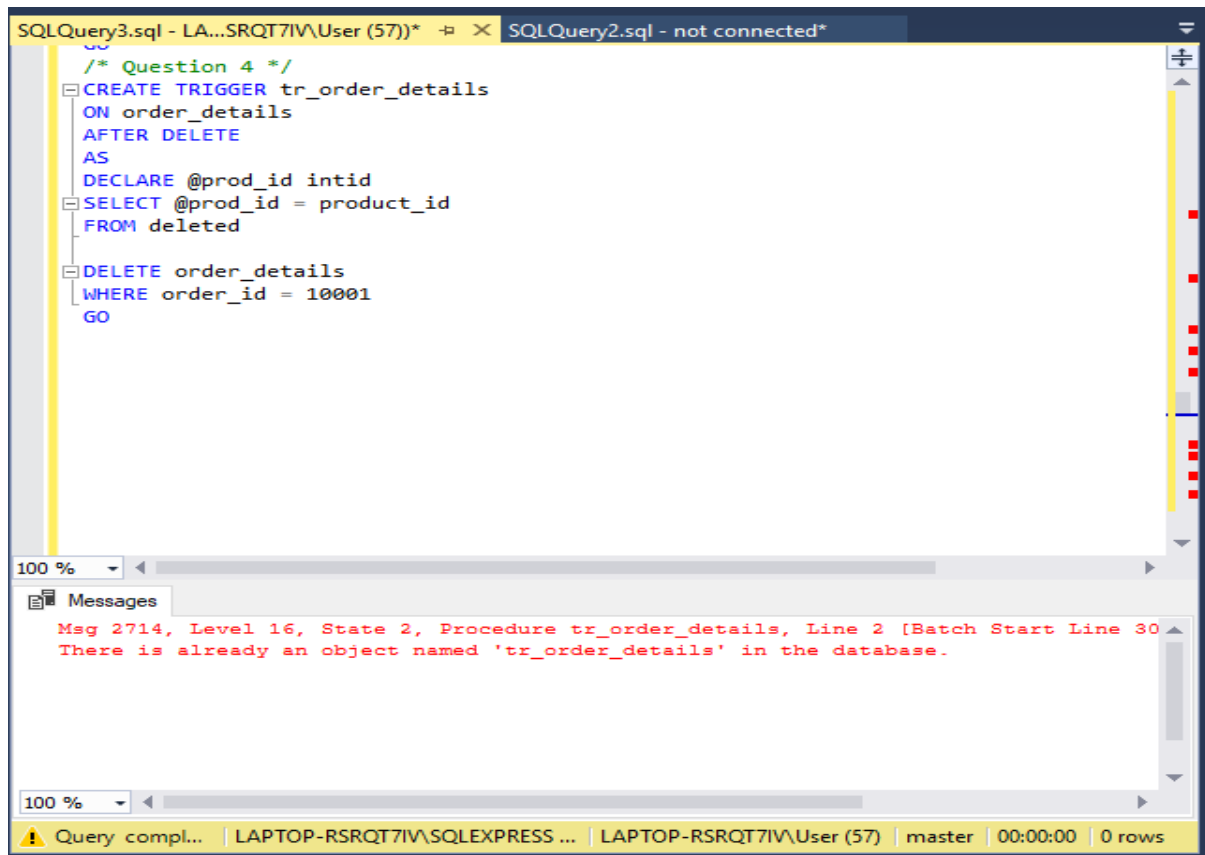 SQLQuery3.sql - LA...SRQT7IV\User (57))* SQLQuery2.sql - not connected*
GO
/* Question 4 */
CREATE TRIGGER tr_order_details
ON order_details
AFTER DELETE
AS
DECLARE @prod_id intid
SELECT @prod_id = product_id
FROM deleted
DELETE order_details
WHERE order_id = 10001
GO
100 %
Messages
Msg 2714, Level 16, State 2, Procedure tr_order_details, Line 2 [Batch Start Line 30
There is already an object named 'tr_order_details' in the database.
100 %
Query compl... LAPTOP-RSRQT7IV\SQLEXPRESS ... LAPTOP-RSRQT7IV\User (57) master 00:00:00 0 rows